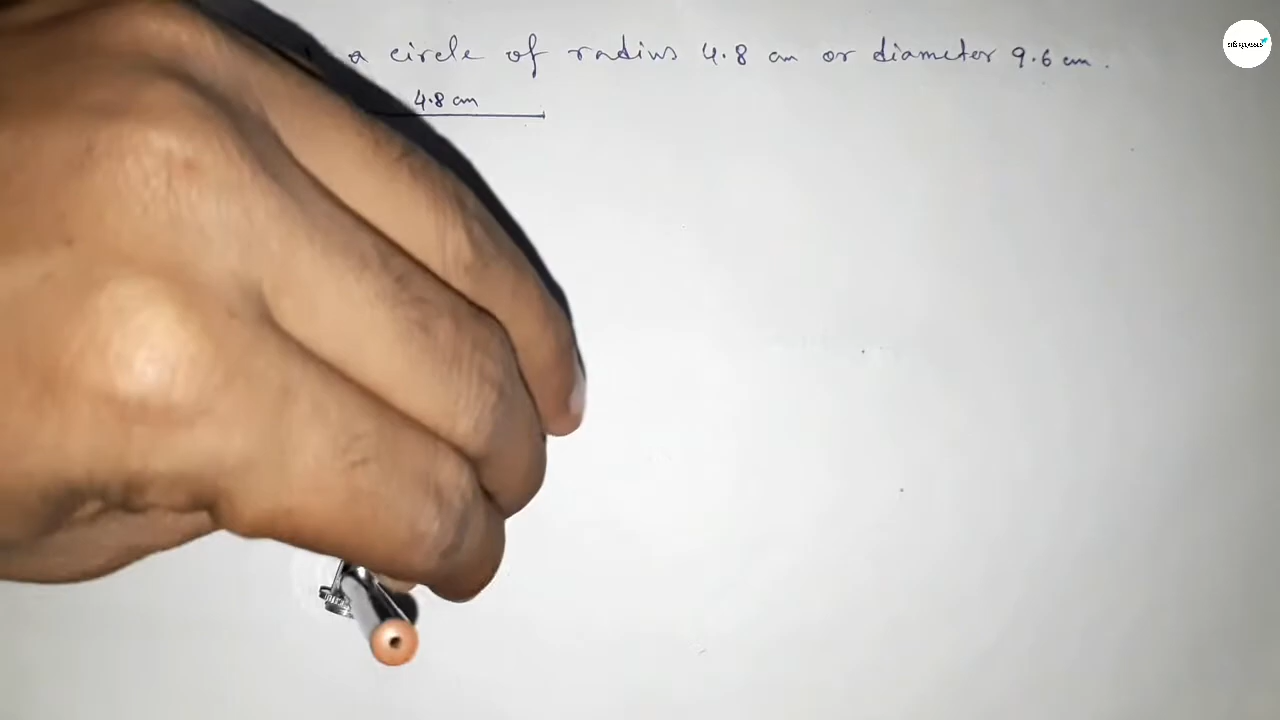 a circle of radius 4.8 cm or diameter 9.6 cm.
4.8 cm